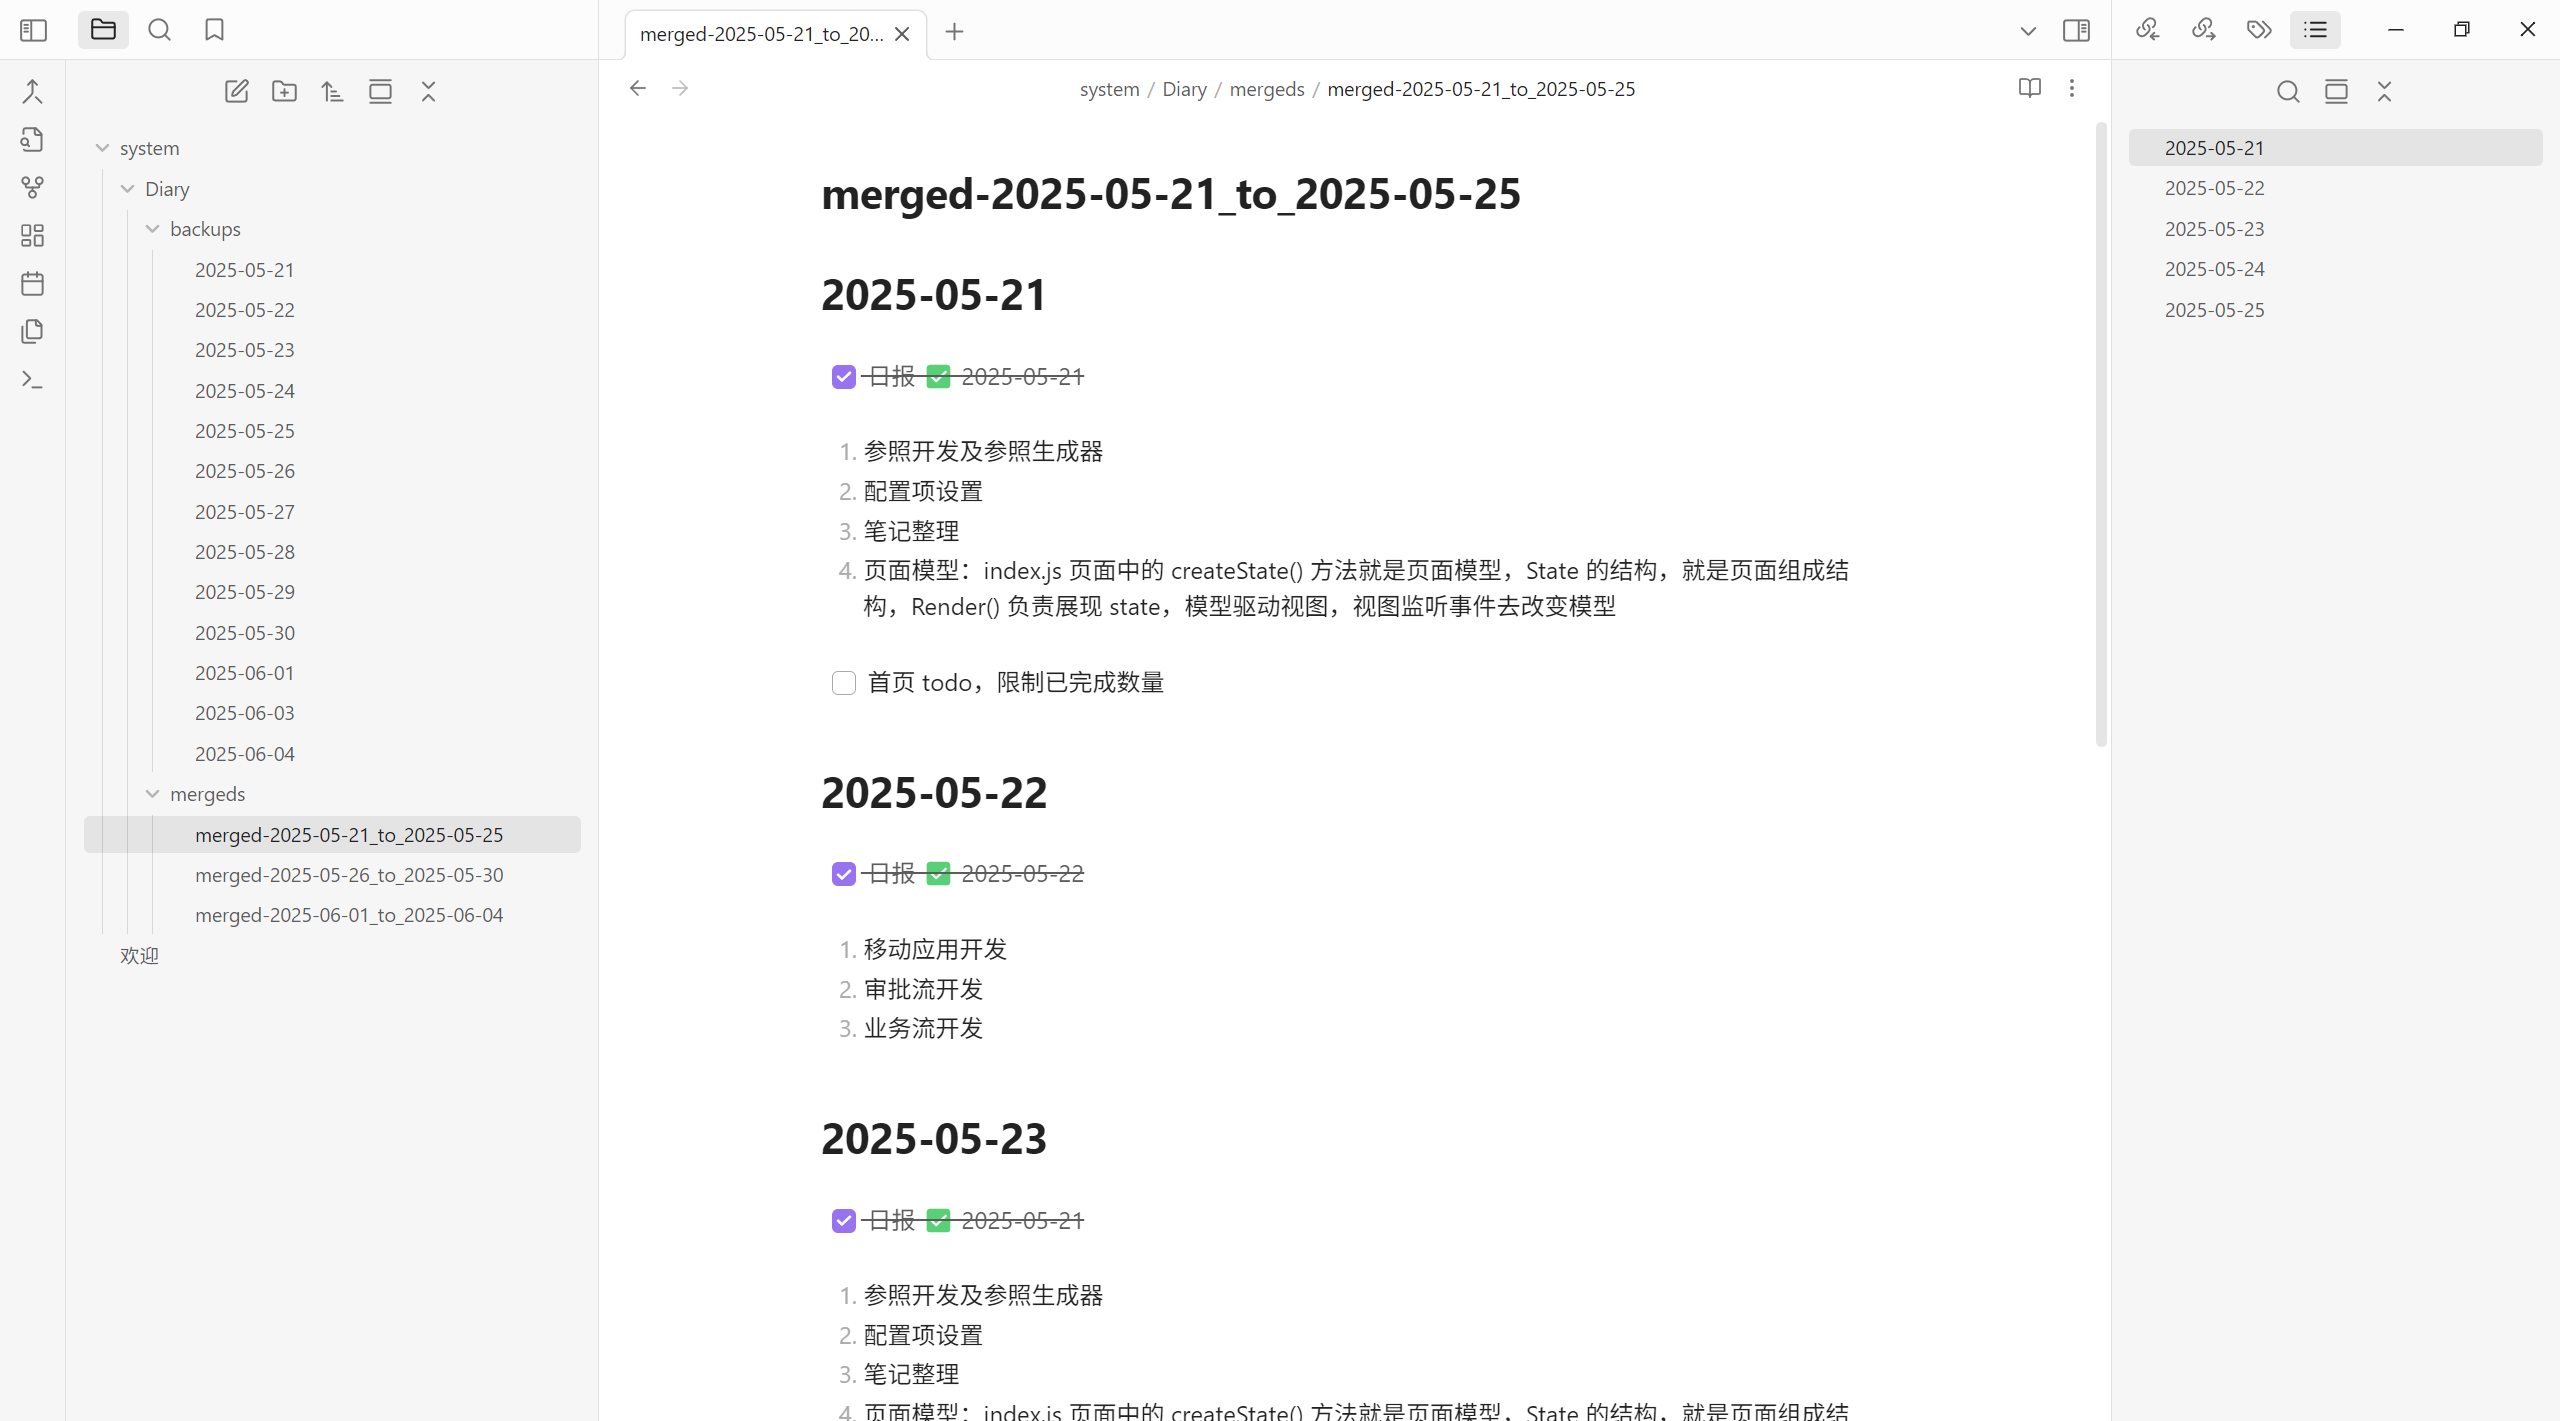 merged-2025-05-21_to_20...
system / Diary / mergeds / merged-2025-05-21_to_2025-05-25
system
Diary
backups
2025-05-21
2025-05-22
2025-05-23
2025-05-24
2025-05-25
2025-05-26
2025-05-27
2025-05-28
2025-05-29
2025-05-30
2025-06-01
2025-06-03
2025-06-04
mergeds
merged-2025-05-21_to_2025-05-25
merged-2025-05-26_to_2025-05-30
merged-2025-06-01_to_2025-06-04
欢迎
merged-2025-05-21_to_2025-05-25
2025-05-21
日报 ✅ 2025-05-21
1. 参照开发及参照生成器
2. 配置项设置
3. 笔记整理
4. 页面模型：index.js 页面中的 createState() 方法就是页面模型，State 的结构，就是页面组成结
构，Render() 负责展现 state，模型驱动视图，视图监听事件去改变模型
首页 todo，限制已完成数量
2025-05-22
日报 ✅ 2025-05-22
1. 移动应用开发
2. 审批流开发
3. 业务流开发
2025-05-23
日报 ✅ 2025-05-21
1. 参照开发及参照生成器
2. 配置项设置
3. 笔记整理
4. 页面模型：index.js 页面中的 createState() 方法就是页面模型，State 的结构，就是页面组成结
2025-05-21
2025-05-22
2025-05-23
2025-05-24
2025-05-25